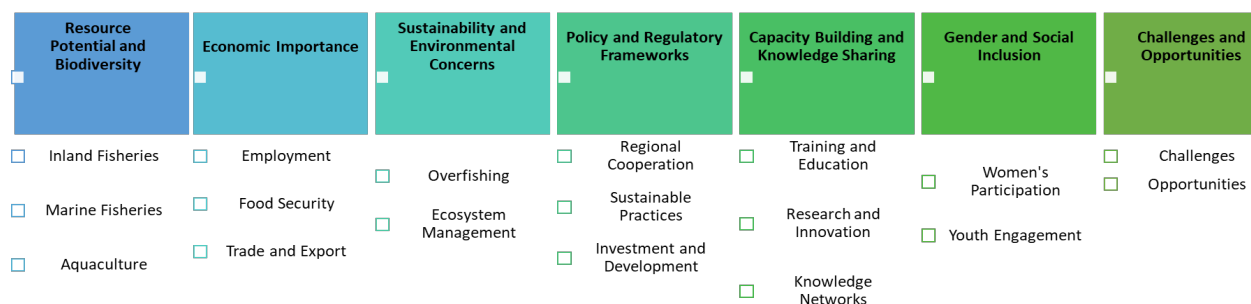 Resource
Potential and
Biodiversity
Inland Fisheries
Marine Fisheries
Aquaculture
Economic Importance
Employment
Food Security
Trade and Export
Sustainability and
Environmental
Concerns
Overfishing
Ecosystem
Management
Policy and Regulatory
Frameworks
Regional
Cooperation
Sustainable
Practices
Investment and
Development
Capacity Building and
Knowledge Sharing
Training and
Education
Research and
Innovation
Knowledge
Networks
Gender and Social
Inclusion
Women's
Participation
Youth Engagement
Challenges and
Opportunities
Challenges
Opportunities